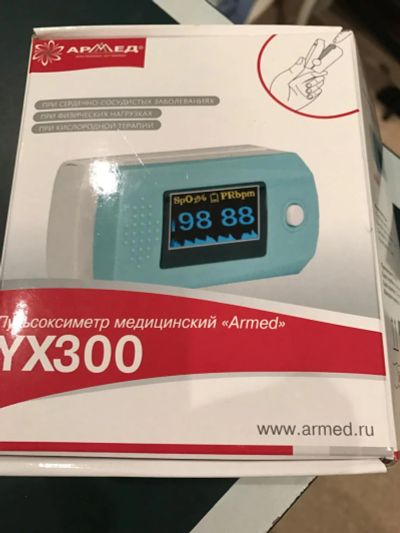 АРМЕД®
ПРИ СЕРДЕЧНО-СОСУДИСТЫХ ЗАБОЛЕВАНИЯХ
ПРИ ФИЗИЧЕСКИХ НАГРУЗКАХ
ПРИ КИСЛОРОДНОЙ ТЕРАПИИ
SpO2% PRbpm
98 88
Пульсоксиметр медицинский «Armed»
YX300
www.armed.ru